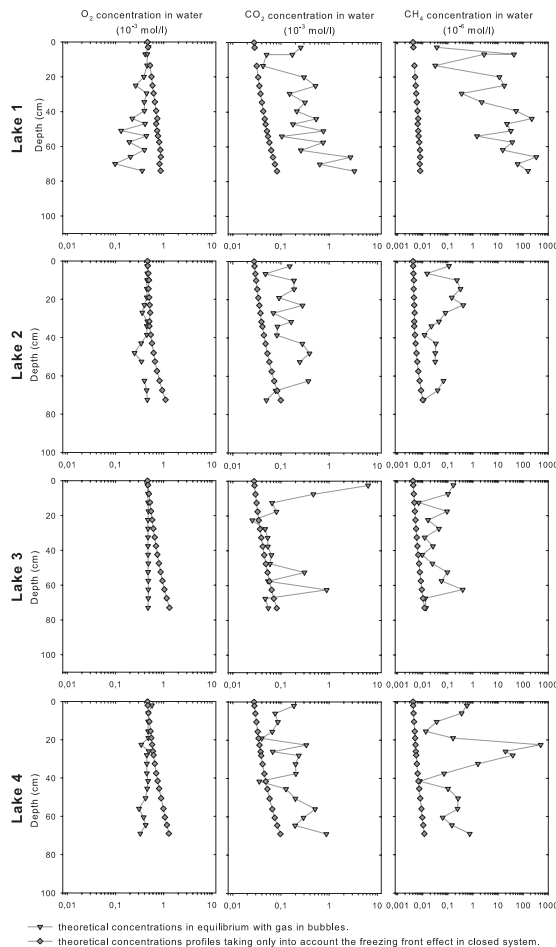 O2 concentration in water
(10-3 mol/l)
CO2 concentration in water
(10-3 mol/l)
CH4 concentration in water
(10-6 mol/l)
Lake 1
Depth (cm)
0
20
40
60
80
100
0,01 0,1 1 10
0,01 0,1 1 10
0,001 0,01 0,1 1 10 100 1000
Lake 2
Depth (cm)
0
20
40
60
80
100
0,01 0,1 1 10
0,01 0,1 1 10
0,001 0,01 0,1 1 10 100 1000
Lake 3
Depth (cm)
0
20
40
60
80
100
0,01 0,1 1 10
0,01 0,1 1 10
0,001 0,01 0,1 1 10 100 1000
Lake 4
Depth (cm)
0
20
40
60
80
100
0,01 0,1 1 10
0,01 0,1 1 10
0,001 0,01 0,1 1 10 100 1000
theoretical concentrations in equilibrium with gas in bubbles.
theoretical concentrations profiles taking only into account the freezing front effect in closed system.